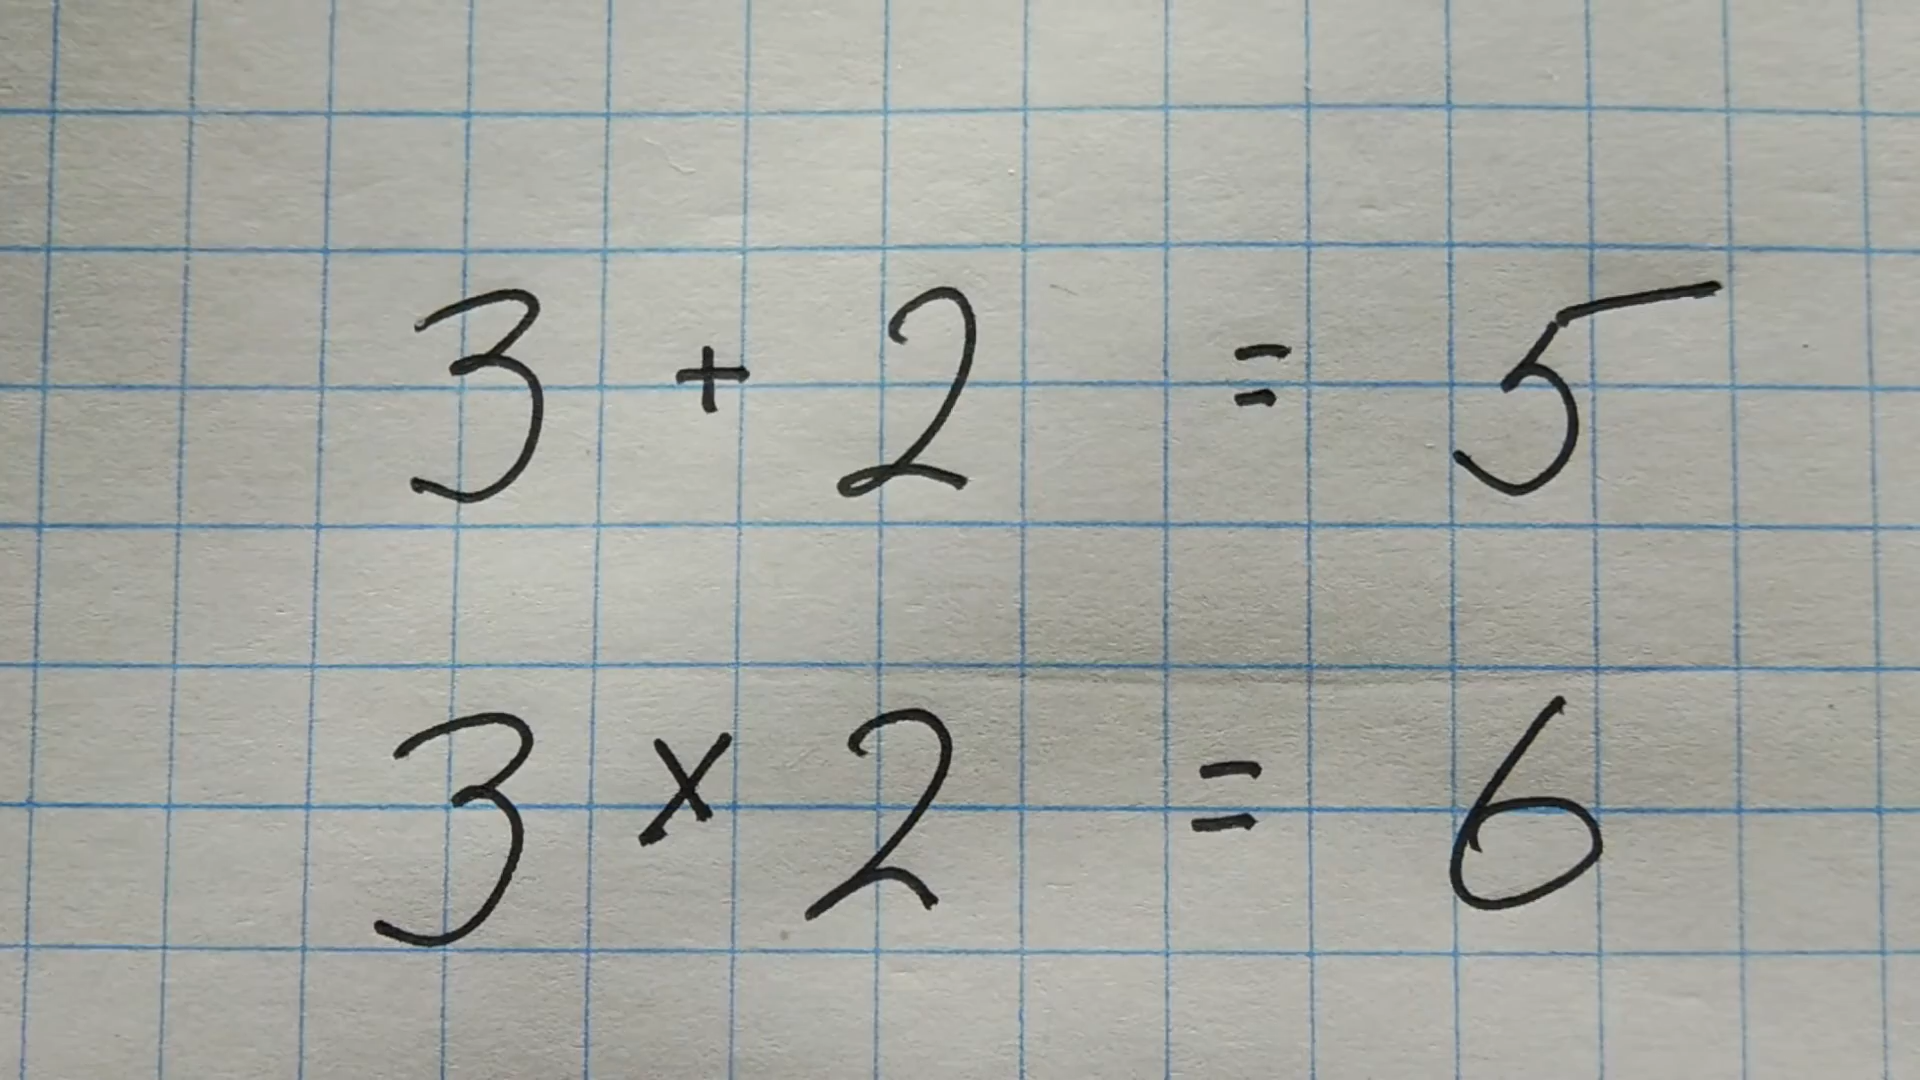 3 + 2 = 5
3 × 2 = 6